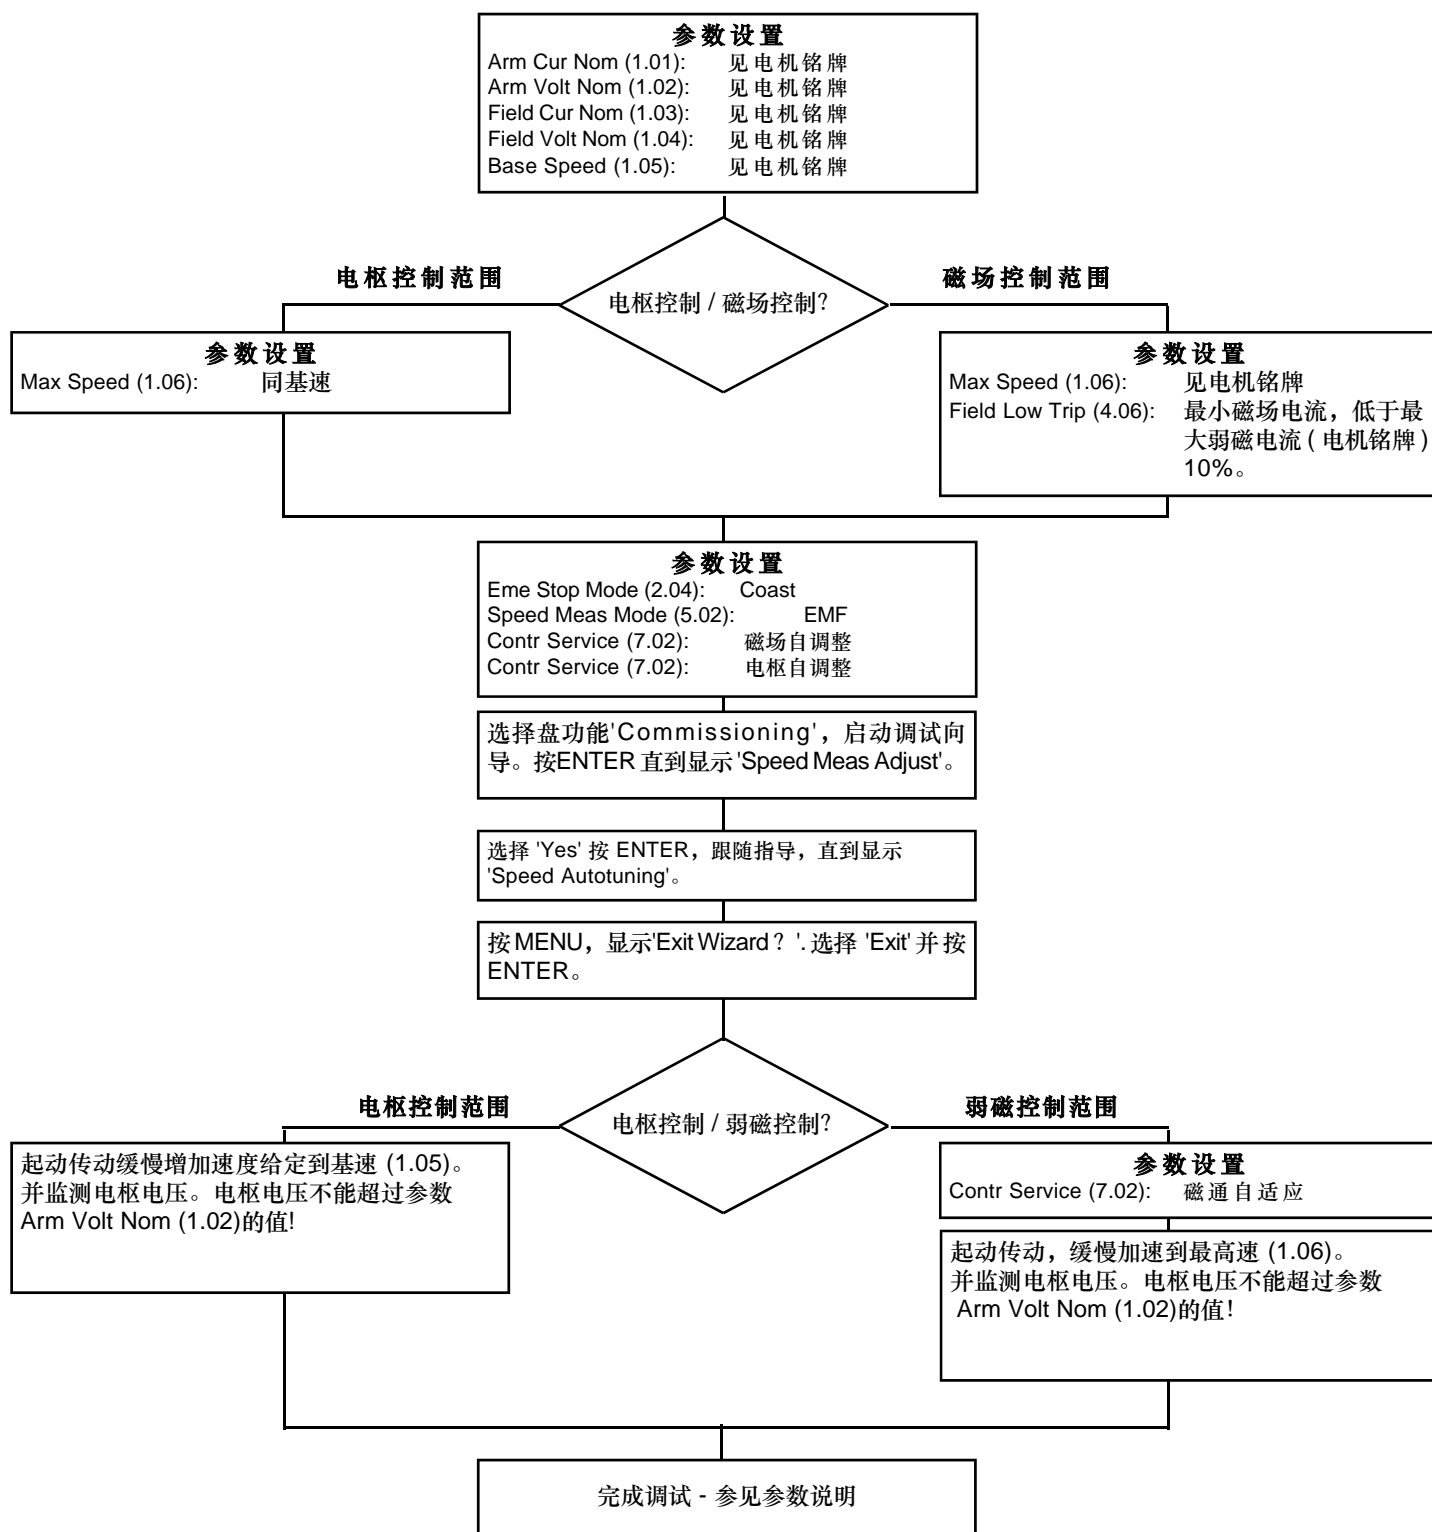 参数设置
Arm Cur Nom (1.01): 见电机铭牌
Arm Volt Nom (1.02): 见电机铭牌
Field Cur Nom (1.03): 见电机铭牌
Field Volt Nom (1.04): 见电机铭牌
Base Speed (1.05): 见电机铭牌
电枢控制范围
电枢控制 / 磁场控制?
磁场控制范围
参数设置
Max Speed (1.06): 同基速
参数设置
Max Speed (1.06): 见电机铭牌
Field Low Trip (4.06): 最小磁场电流，低于最
大弱磁电流 ( 电机铭牌 )
10%。
参数设置
Eme Stop Mode (2.04): Coast
Speed Meas Mode (5.02): EMF
Contr Service (7.02): 磁场自调整
Contr Service (7.02): 电枢自调整
选择盘功能'Commissioning'，启动调试向
导。按ENTER 直到显示 'Speed Meas Adjust'。
选择 'Yes' 按 ENTER，跟随指导，直到显示
'Speed Autotuning'。
按 MENU，显示'Exit Wizard？'. 选择 'Exit' 并按
ENTER。
电枢控制范围
电枢控制 / 弱磁控制?
弱磁控制范围
起动传动缓慢增加速度给定到基速 (1.05)。
并监测电枢电压。电枢电压不能超过参数
Arm Volt Nom (1.02)的值!
参数设置
Contr Service (7.02): 磁通自适应
起动传动，缓慢加速到最高速 (1.06)。
并监测电枢电压。电枢电压不能超过参数
Arm Volt Nom (1.02)的值!
完成调试 - 参见参数说明